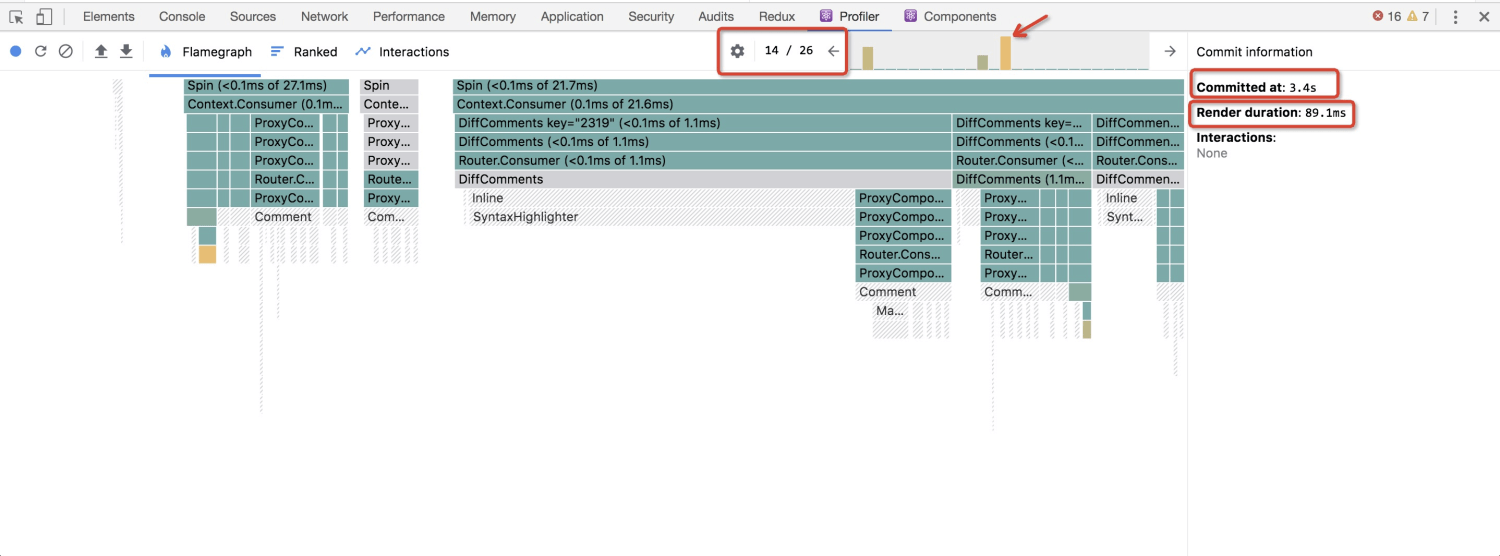 Elements Console Sources Network Performance Memory Application Security Audits Redux Profiler Components 16 7
Flamegraph Ranked Interactions 14 / 26 Commit information
Spin (<0.1ms of 27.1ms) Spin Spin (<0.1ms of 21.7ms) Committed at: 3.4s
Context.Consumer (0.1m... Conte... Context.Consumer (0.1ms of 21.6ms)
Render duration: 89.1ms
ProxyCo... Proxy... DiffComments key="2319" (<0.1ms of 1.1ms) DiffComments key=... DiffCommen...
ProxyCo... Proxy... DiffComments (<0.1ms of 1.1ms) DiffComments (<0.1... DiffCommen... Interactions:
ProxyCo... Proxy... Router.Consumer (<0.1ms of 1.1ms) Router.Consumer (<... Router.Cons... None
Router.C... Route... DiffComments DiffComments (1.1m... DiffCommen...
ProxyCo... Proxy... Inline ProxyCompo... Proxy... Inline
Comment Com... SyntaxHighlighter ProxyCompo... Proxy... Synt...
ProxyCompo... Proxy...
Router.Cons... Router...
ProxyCompo... Proxy...
Comment Comm...
Ma...